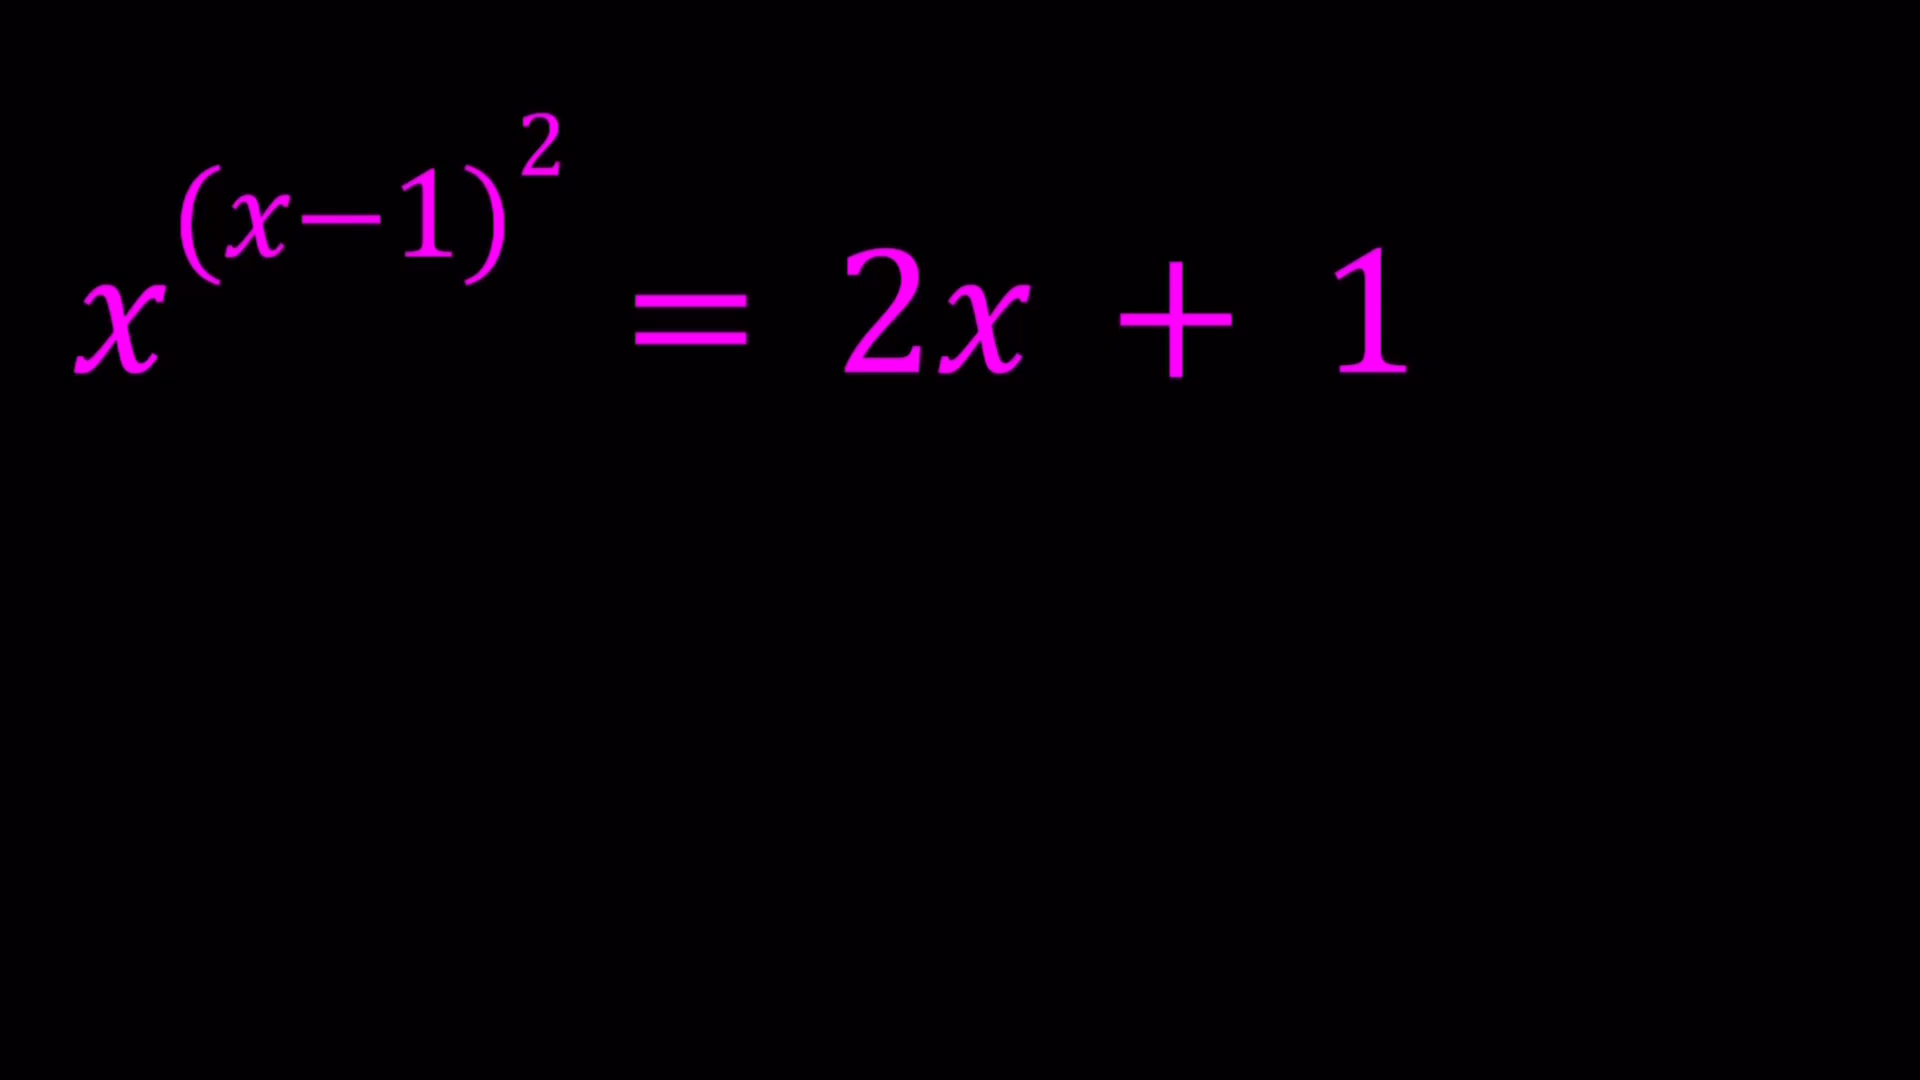 x^{(x-1)^2} = 2x + 1